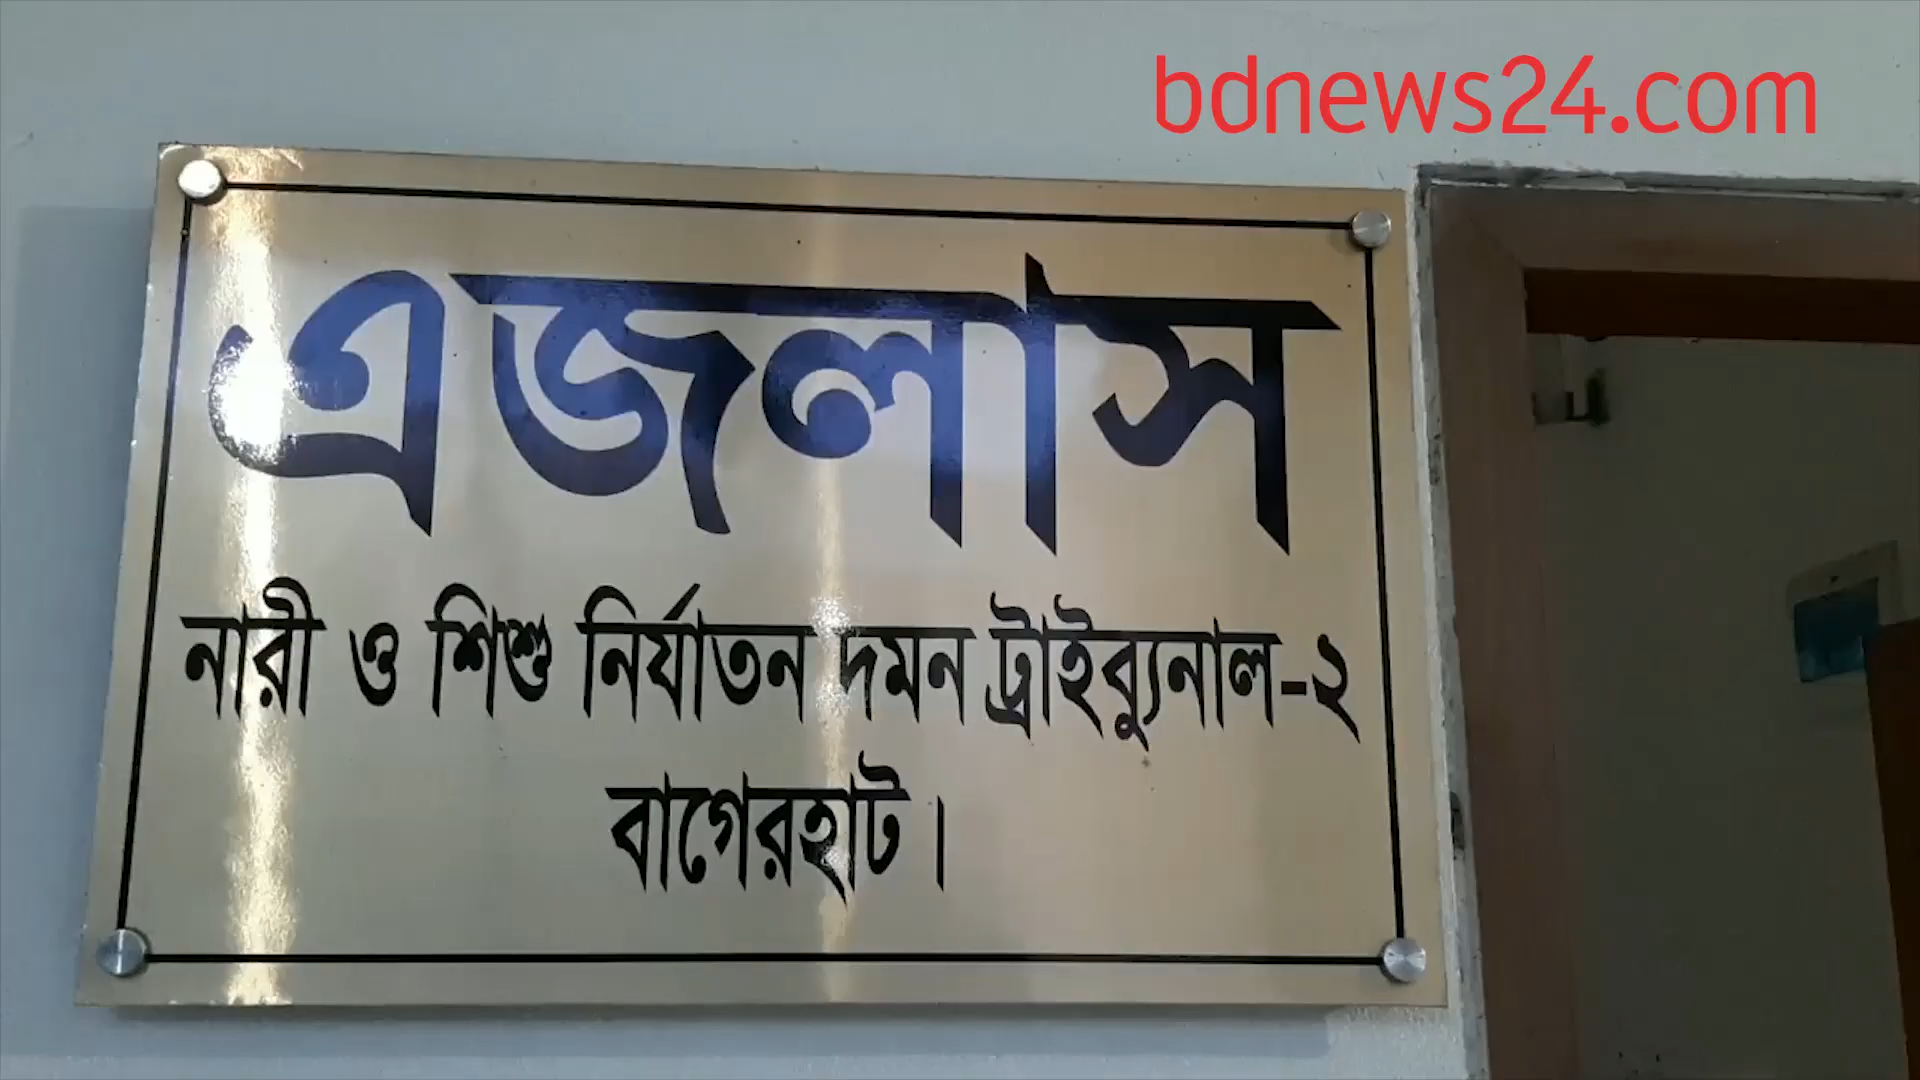 bdnews24.com
এজলাস
নারী ও শিশু নির্যাতন দমন ট্রাইব্যুনাল-২
বাগেরহাট।